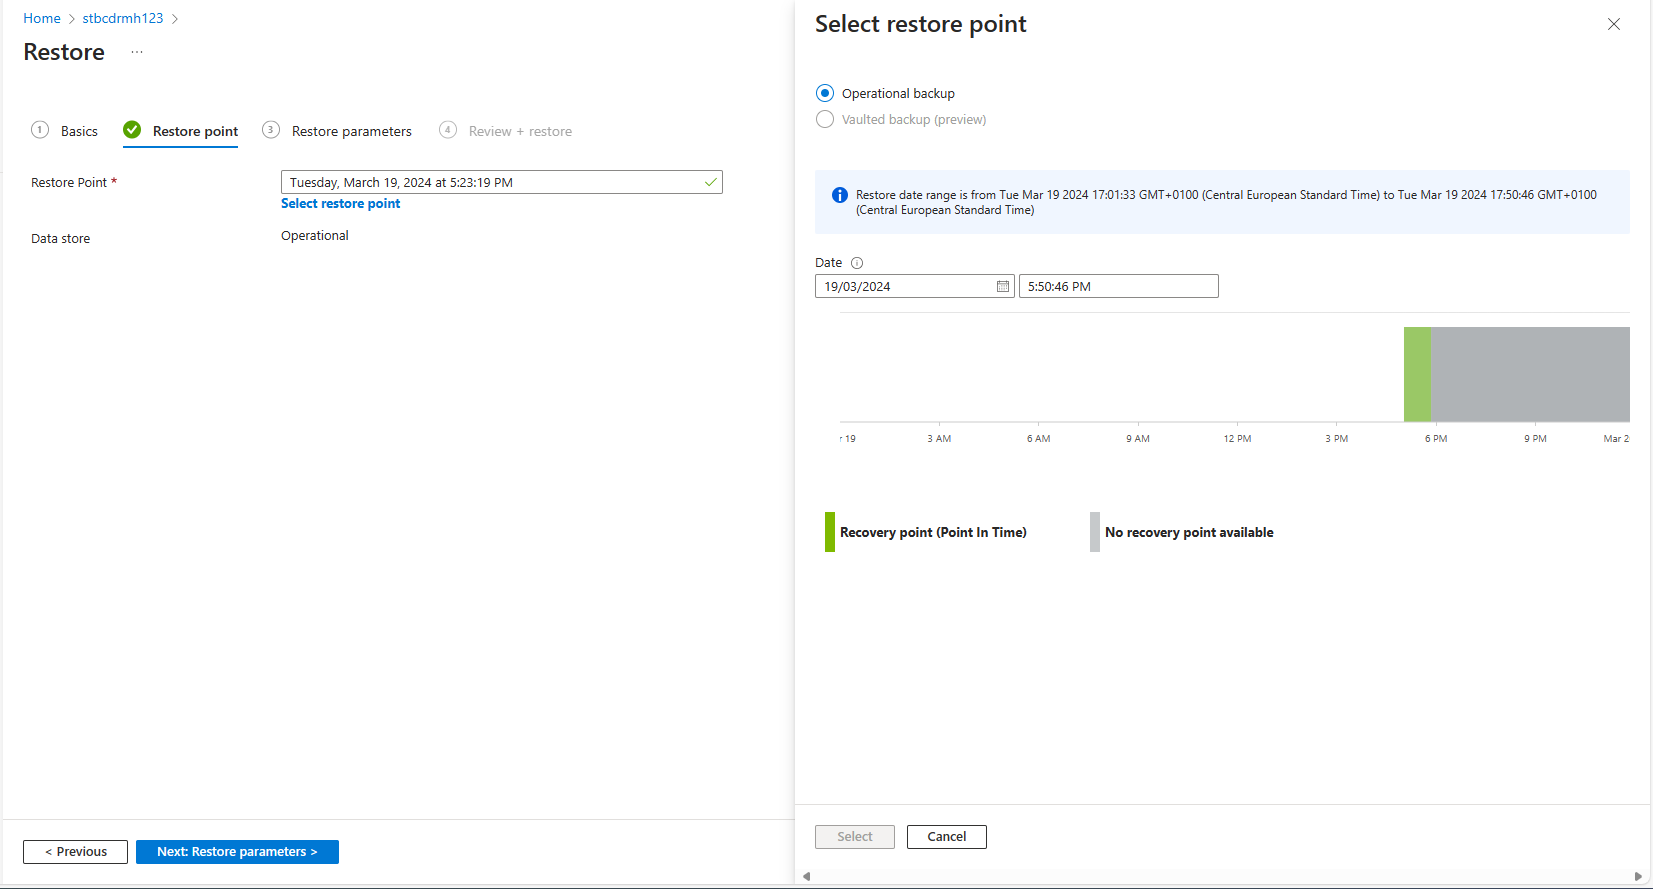 Home > stbcdrmh123 >
Restore ...
1 Basics
Restore point
3 Restore parameters
4 Review + restore
Restore Point *
Tuesday, March 19, 2024 at 5:23:19 PM
Select restore point
Data store
Operational
< Previous
Next: Restore parameters >
Select restore point
Operational backup
Vaulted backup (preview)
Restore date range is from Tue Mar 19 2024 17:01:33 GMT+0100 (Central European Standard Time) to Tue Mar 19 2024 17:50:46 GMT+0100
(Central European Standard Time)
Date
19/03/2024
5:50:46 PM
r 19 3 AM 6 AM 9 AM 12 PM 3 PM 6 PM 9 PM Mar 2
Recovery point (Point In Time)
No recovery point available
Select
Cancel